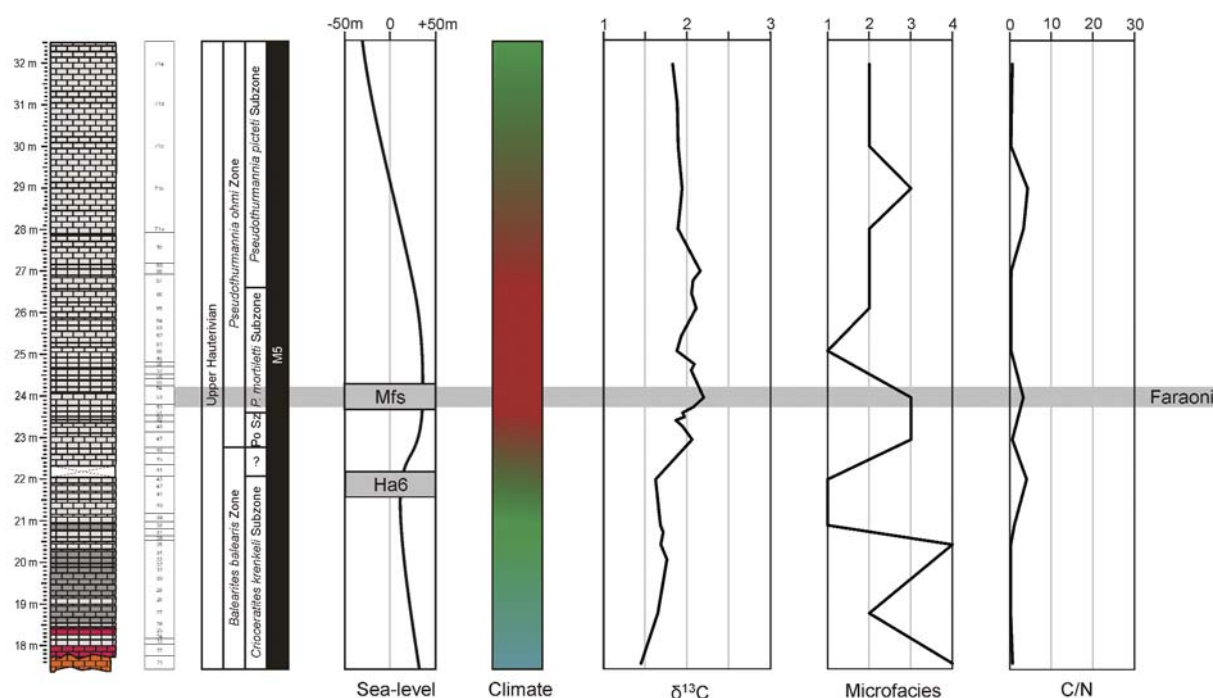 -50m 0 +50m 1 2 3 1 2 3 4 0 10 20 30
32 m
31 m
30 m
29 m
28 m
27 m
26 m
25 m
24 m
23 m
22 m
21 m
20 m
19 m
18 m
Upper Hauterivian
Pseudothurmannia ohmi Zone
Balearites balearis Zone
Pseudothurmannia picteti Subzone
P. mortilletti Subzone
Po Sz
?
Crioceratites krenkeli Subzone
M5
Mfs
Ha6
Faraoni
Sea-level Climate δ13C Microfacies C/N